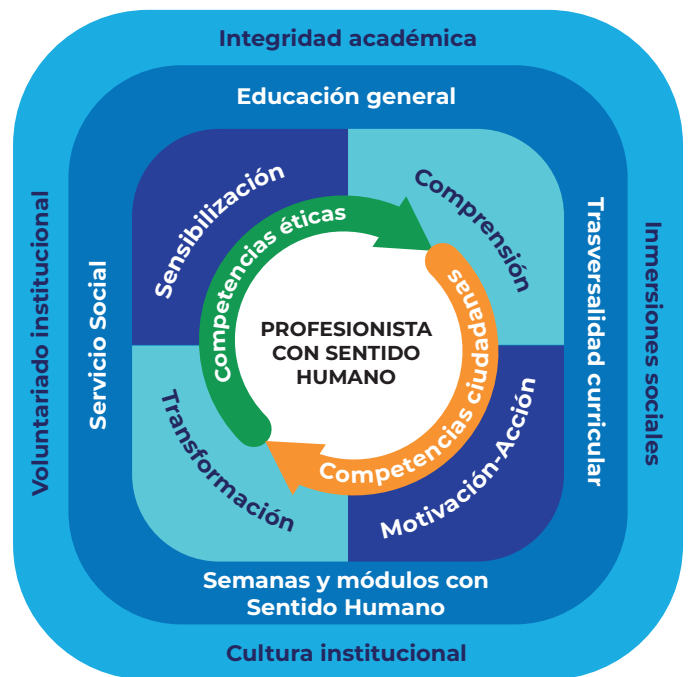 Integridad académica
Educación general
Voluntariado institucional
Servicio Social
Sensibilización
Comprensión
Competencias éticas
Competencias ciudadanas
PROFESIONISTA
CON SENTIDO
HUMANO
Trasversalidad curricular
Inmersiones sociales
Transformación
Motivación-Acción
Semanas y módulos con
Sentido Humano
Cultura institucional